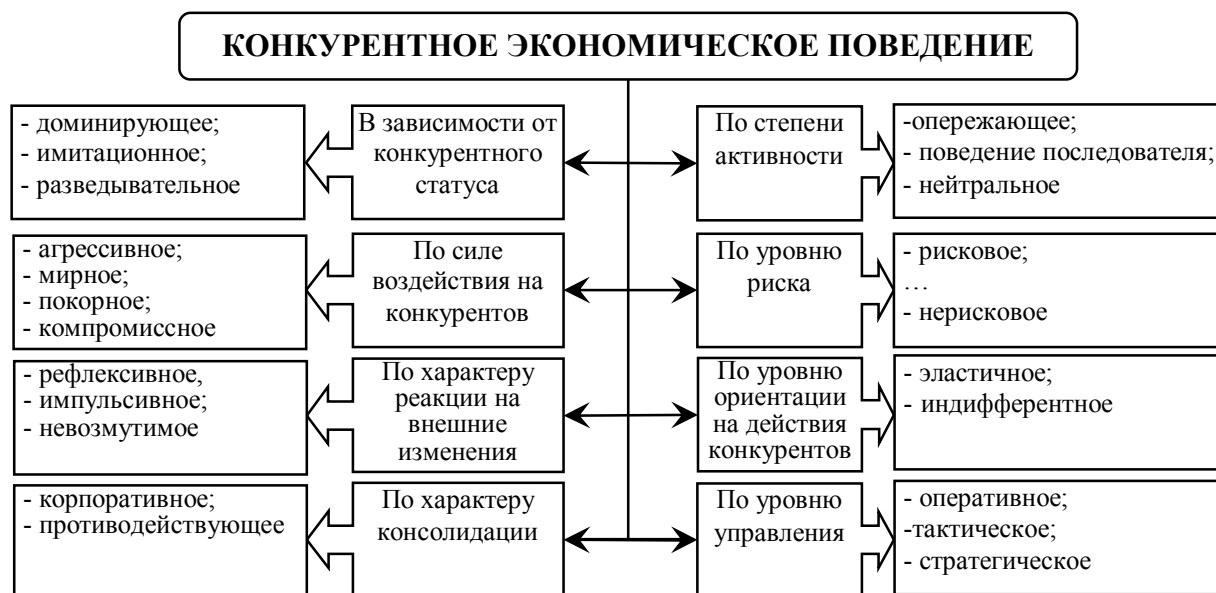 КОНКУРЕНТНОЕ ЭКОНОМИЧЕСКОЕ ПОВЕДЕНИЕ
- доминирующее;
- имитационное;
- разведывательное
В зависимости от
конкурентного
статуса
По степени
активности
-опережающее;
- поведение последователя;
- нейтральное
- агрессивное;
- мирное;
- покорное;
- компромиссное
По силе
воздействия на
конкурентов
По уровню
риска
- рисковое;
…
- нерисковое
- рефлексивное,
- импульсивное;
- невозмутимое
По характеру
реакции на
внешние
изменения
По уровню
ориентации
на действия
конкурентов
- эластичное;
- индифферентное
- корпоративное;
- противодействующее
По характеру
консолидации
По уровню
управления
- оперативное;
-тактическое;
- стратегическое